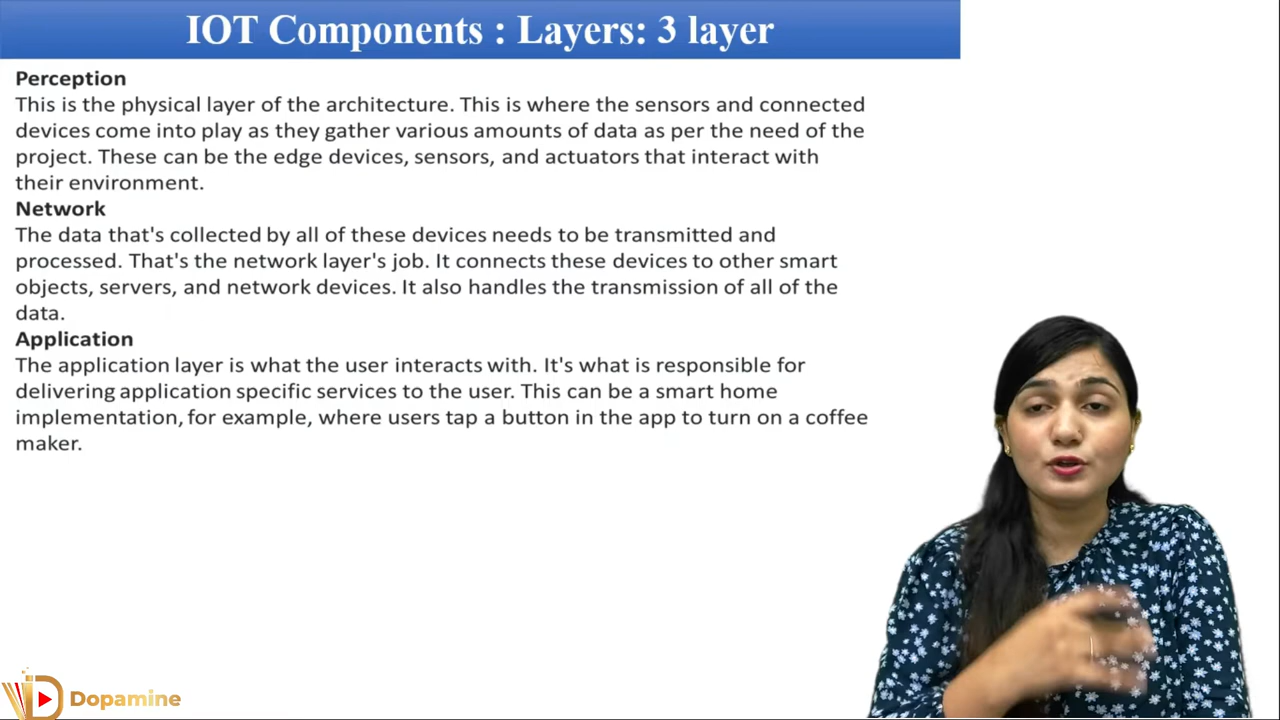 IOT Components : Layers: 3 layer
Perception
This is the physical layer of the architecture. This is where the sensors and connected
devices come into play as they gather various amounts of data as per the need of the
project. These can be the edge devices, sensors, and actuators that interact with
their environment.
Network
The data that's collected by all of these devices needs to be transmitted and
processed. That's the network layer's job. It connects these devices to other smart
objects, servers, and network devices. It also handles the transmission of all of the
data.
Application
The application layer is what the user interacts with. It's what is responsible for
delivering application specific services to the user. This can be a smart home
implementation, for example, where users tap a button in the app to turn on a coffee
maker.
Dopamine